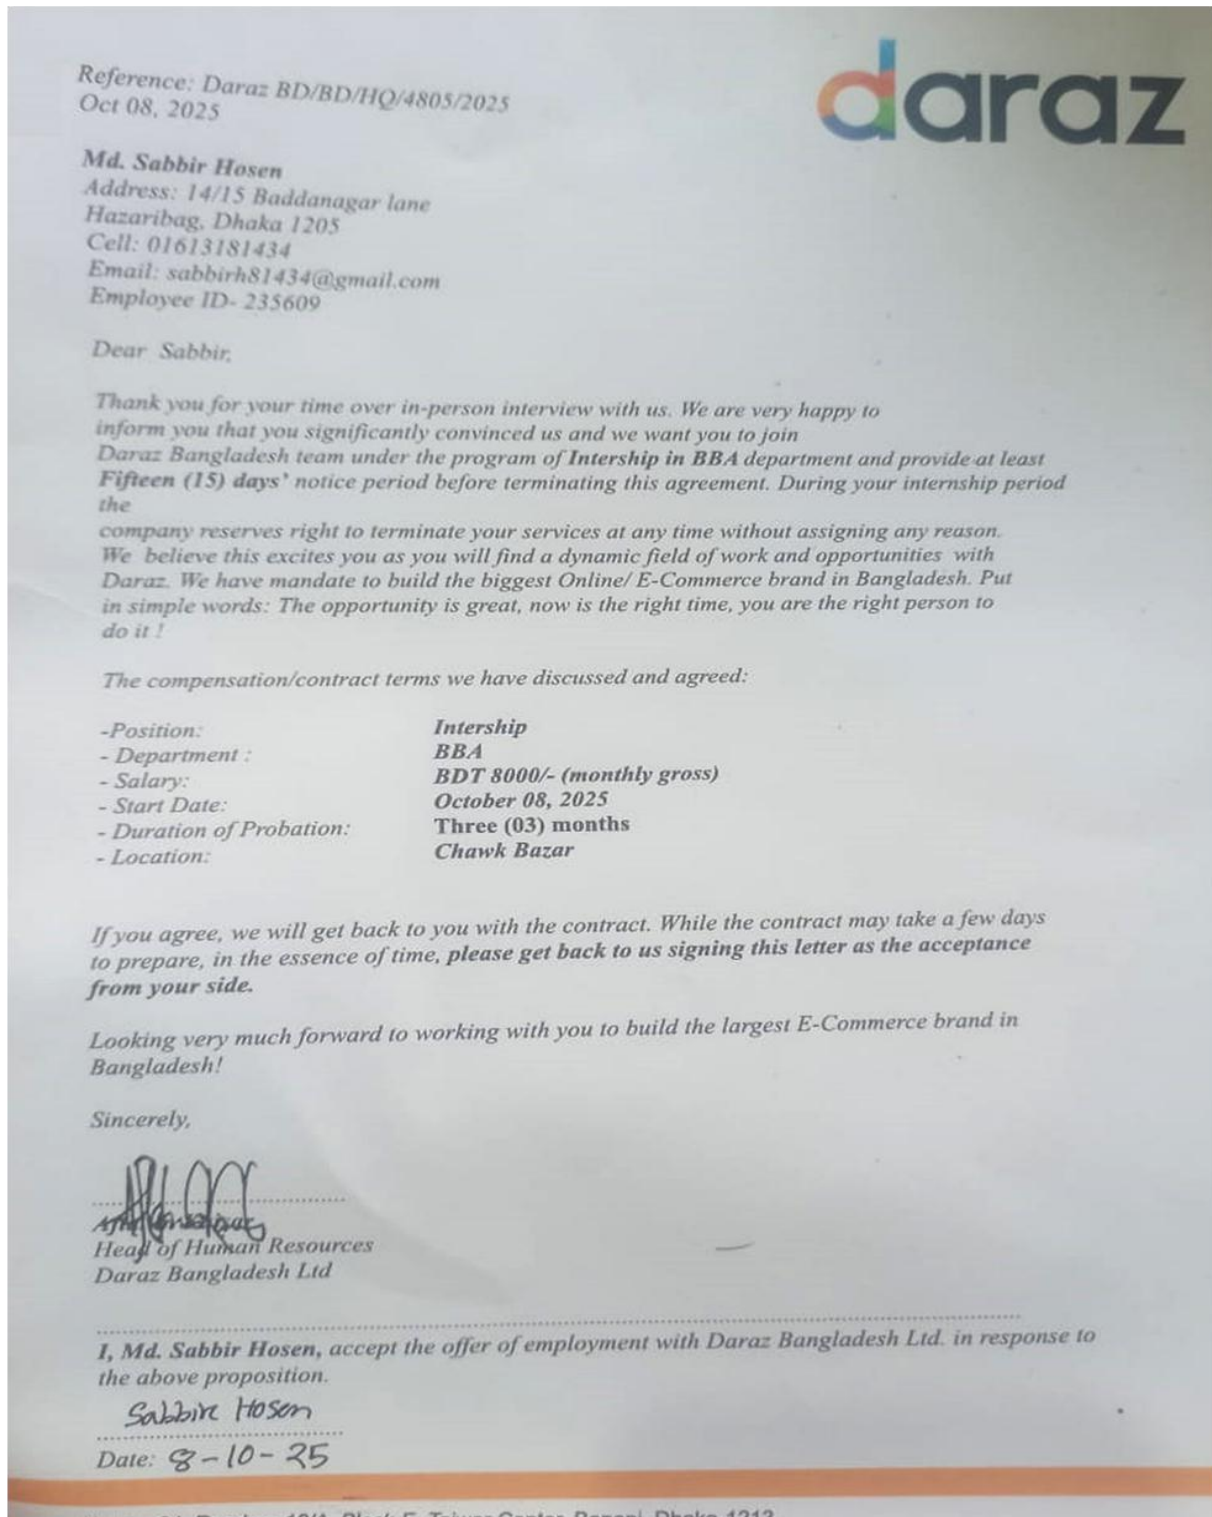 daraz
Reference: Daraz BD/BD/HQ/4805/2025
Oct 08, 2025
Md. Sabbir Hosen
Address: 14/15 Baddanagar lane
Hazaribag, Dhaka 1205
Cell: 01613181434
Email: sabbirh81434@gmail.com
Employee ID- 235609
Dear Sabbir,
Thank you for your time over in-person interview with us. We are very happy to
inform you that you significantly convinced us and we want you to join
Daraz Bangladesh team under the program of Intership in BBA department and provide at least
Fifteen (15) days' notice period before terminating this agreement. During your internship period
the
company reserves right to terminate your services at any time without assigning any reason.
We believe this excites you as you will find a dynamic field of work and opportunities with
Daraz. We have mandate to build the biggest Online/ E-Commerce brand in Bangladesh. Put
in simple words: The opportunity is great, now is the right time, you are the right person to
do it !
The compensation/contract terms we have discussed and agreed:
-Position: Intership
- Department : BBA
- Salary: BDT 8000/- (monthly gross)
- Start Date: October 08, 2025
- Duration of Probation: Three (03) months
- Location: Chawk Bazar
If you agree, we will get back to you with the contract. While the contract may take a few days
to prepare, in the essence of time, please get back to us signing this letter as the acceptance
from your side.
Looking very much forward to working with you to build the largest E-Commerce brand in
Bangladesh!
Sincerely,
Head of Human Resources
Daraz Bangladesh Ltd
I, Md. Sabbir Hosen, accept the offer of employment with Daraz Bangladesh Ltd. in response to
the above proposition.
Sabbir Hosen
Date: 8-10-25
Dhaka 1213